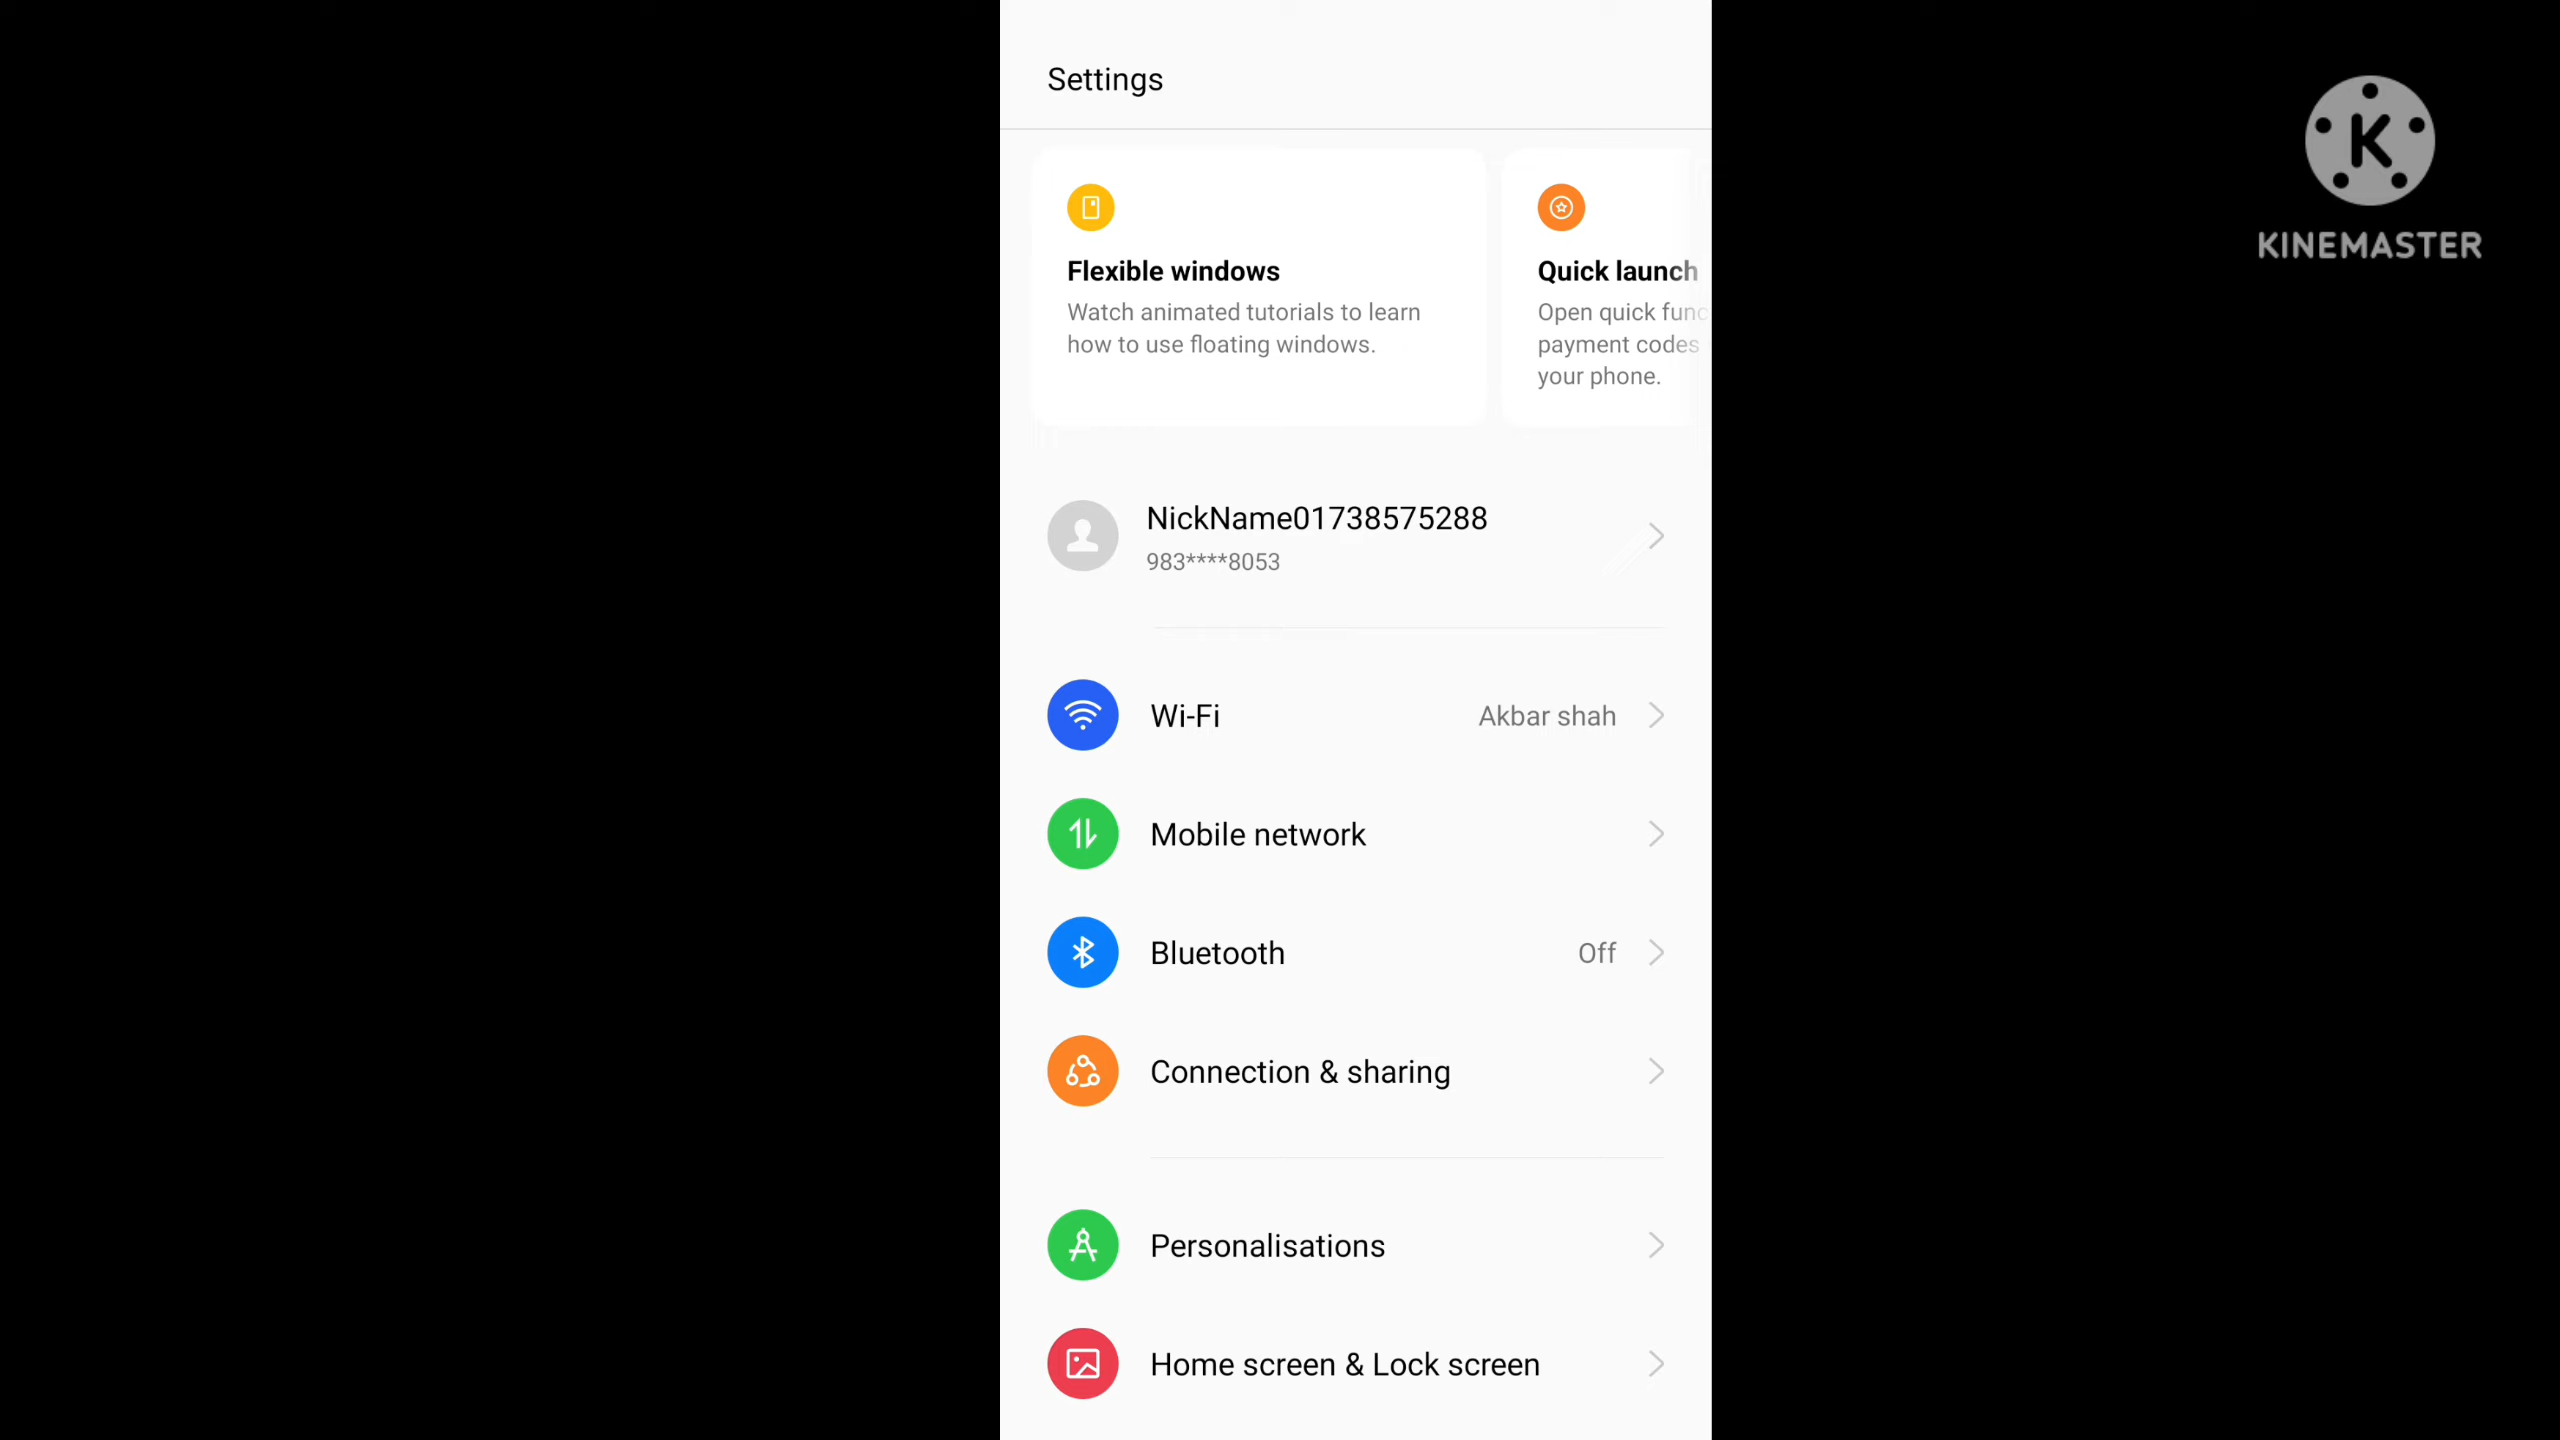 Settings
KINEMASTER
Flexible windows
Watch animated tutorials to learn
how to use floating windows.
Quick launch
Open quick func
payment codes
your phone.
NickName01738575288
983****8053
Wi-Fi
Akbar shah
Mobile network
Bluetooth
Off
Connection & sharing
Personalisations
Home screen & Lock screen